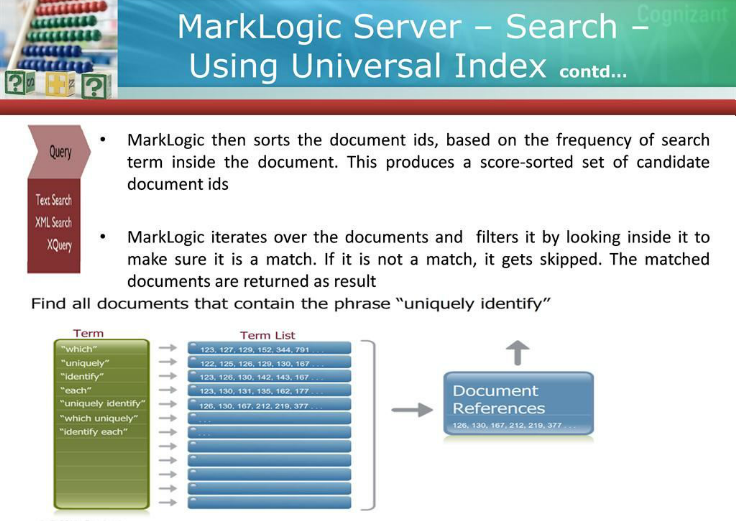 Cognizant
MarkLogic Server – Search –
Using Universal Index contd...
Query
Text Search
XML Search
XQuery
• MarkLogic then sorts the document ids, based on the frequency of search
term inside the document. This produces a score-sorted set of candidate
document ids
• MarkLogic iterates over the documents and filters it by looking inside it to
make sure it is a match. If it is not a match, it gets skipped. The matched
documents are returned as result
Find all documents that contain the phrase “uniquely identify”
Term
Term List
“which” 123, 127, 129, 152, 344, 791 . . .
“uniquely” 122, 125, 126, 129, 130, 167 . . .
“identify” 123, 126, 130, 142, 143, 167 . . .
“each” 123, 130, 131, 135, 162, 177 . . .
“uniquely identify” 126, 130, 167, 212, 219, 377 . . .
“which uniquely” . . .
“identify each” . . .
Document
References
126, 130, 167, 212, 219, 377 . . .